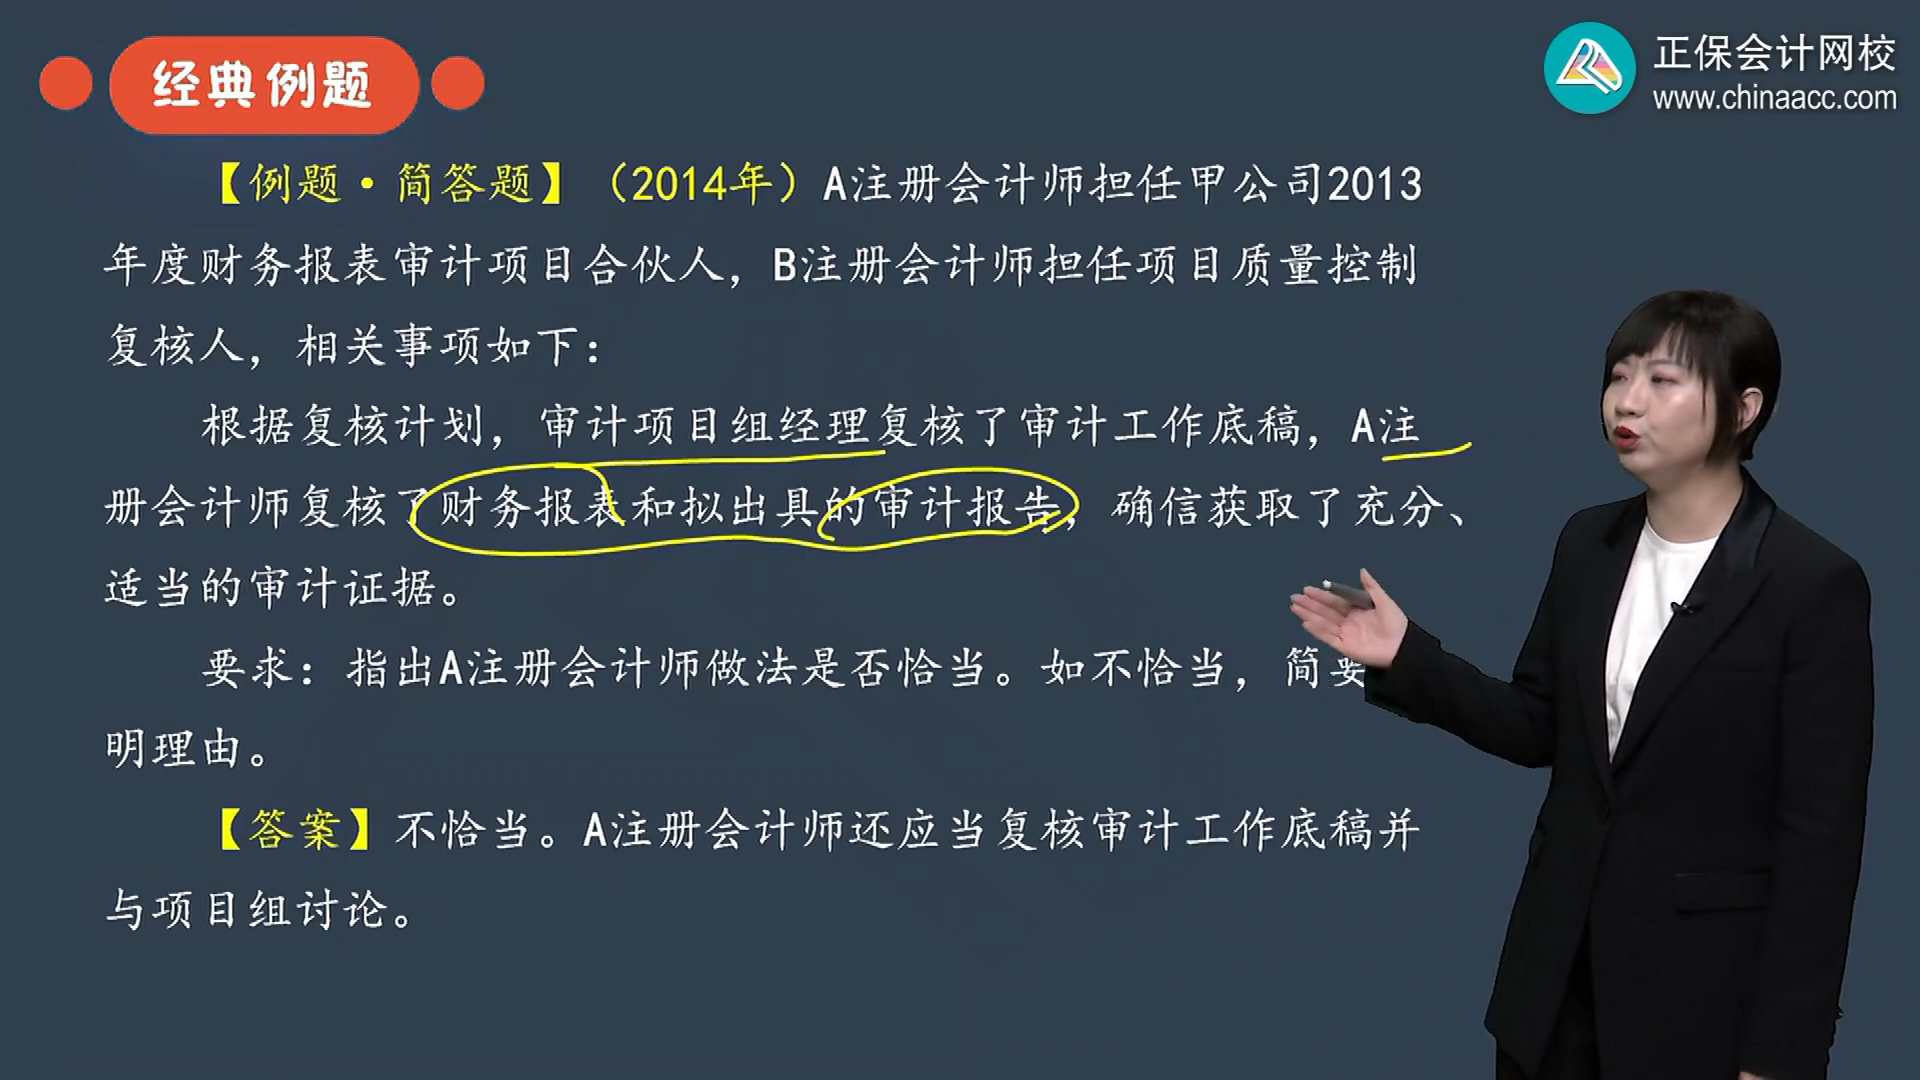 经典例题
正保会计网校
www.chinaacc.com
【例题·简答题】（2014年）A注册会计师担任甲公司2013
年度财务报表审计项目合伙人，B注册会计师担任项目质量控制
复核人，相关事项如下：
根据复核计划，审计项目组经理复核了审计工作底稿，A注
册会计师复核了财务报表和拟出具的审计报告，确信获取了充分、
适当的审计证据。
要求：指出A注册会计师做法是否恰当。如不恰当，简要
明理由。
【答案】不恰当。A注册会计师还应当复核审计工作底稿并
与项目组讨论。